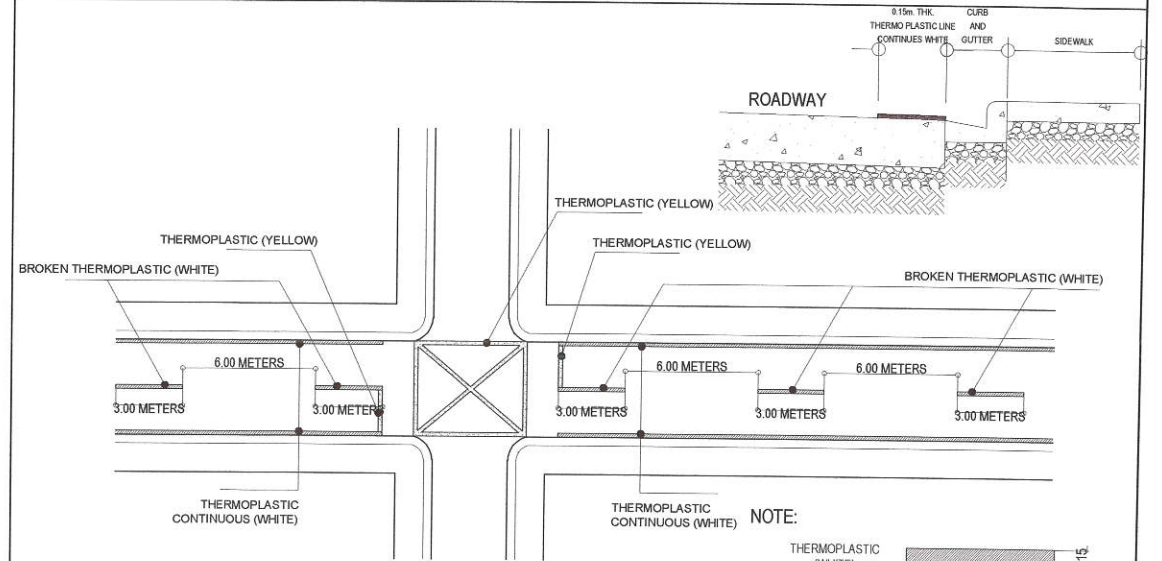 0.15m. THK.
THERMO PLASTIC LINE
CONTINUES WHITE
CURB
AND
GUTTER
SIDEWALK
ROADWAY
THERMOPLASTIC (YELLOW)
THERMOPLASTIC (YELLOW)
THERMOPLASTIC (YELLOW)
BROKEN THERMOPLASTIC (WHITE)
BROKEN THERMOPLASTIC (WHITE)
6.00 METERS
6.00 METERS
6.00 METERS
3.00 METERS
3.00 METERS
3.00 METERS
3.00 METERS
3.00 METERS
THERMOPLASTIC
CONTINUOUS (WHITE)
THERMOPLASTIC
CONTINUOUS (WHITE)
NOTE:
THERMOPLASTIC